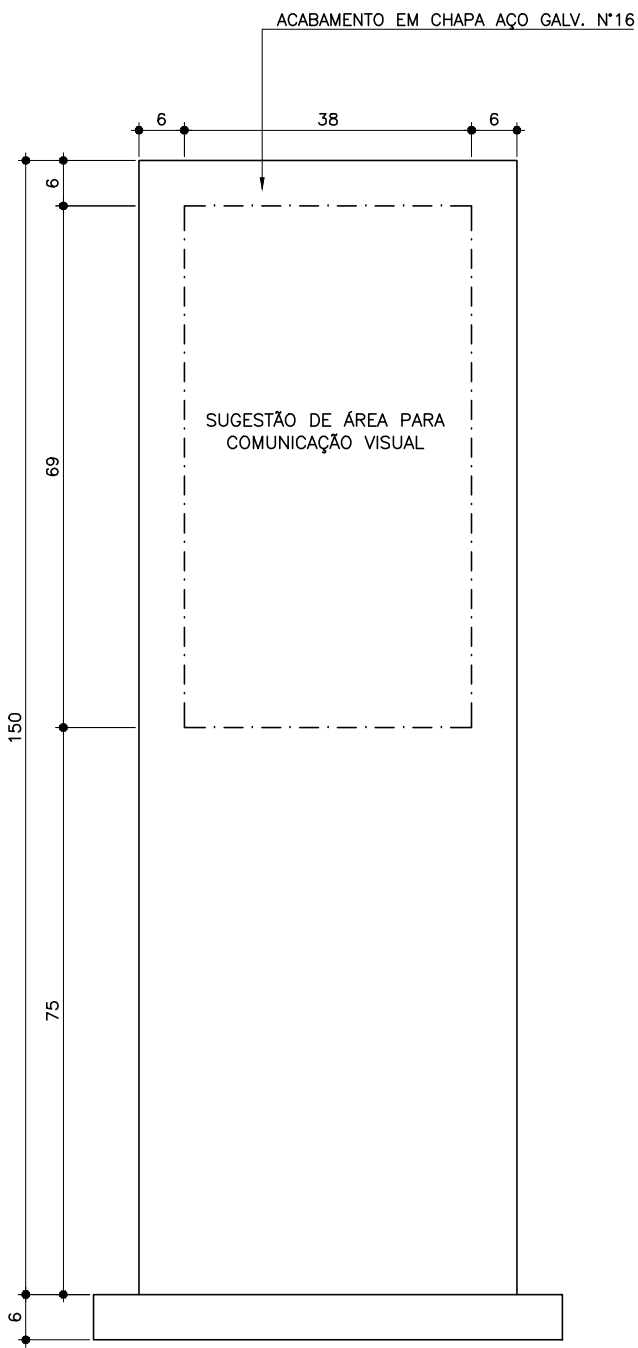 ACABAMENTO EM CHAPA AÇO GALV. N°16
6
38
6
6
SUGESTÃO DE ÁREA PARA
COMUNICAÇÃO VISUAL
69
150
75
6